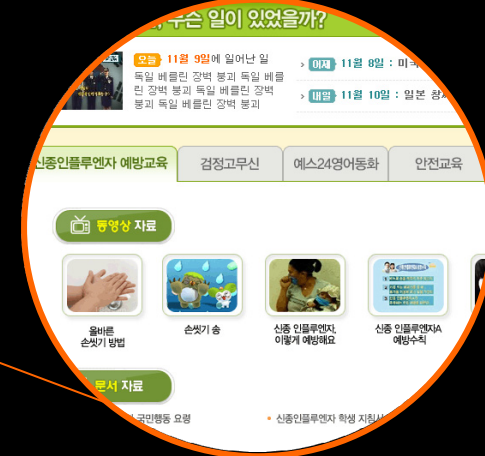 무슨 일이 있었을까?
오늘 11월 9일에 일어난 일
독일 베를린 장벽 붕괴 독일 베를
린 장벽 붕괴 독일 베를린 장벽
붕괴 독일 베를린 장벽 붕괴
어제 11월 8일 : 미국
내일 11월 10일 : 일본
신종인플루엔자 예방교육
검정고무신
예스24영어동화
안전교육
동영상 자료
올바른
손씻기 방법
손씻기 송
신종 인플루엔자,
이렇게 예방해요
신종 인플루엔자A
예방수칙
문서 자료
국민행동 요령
• 신종인플루엔자 학생 지침서